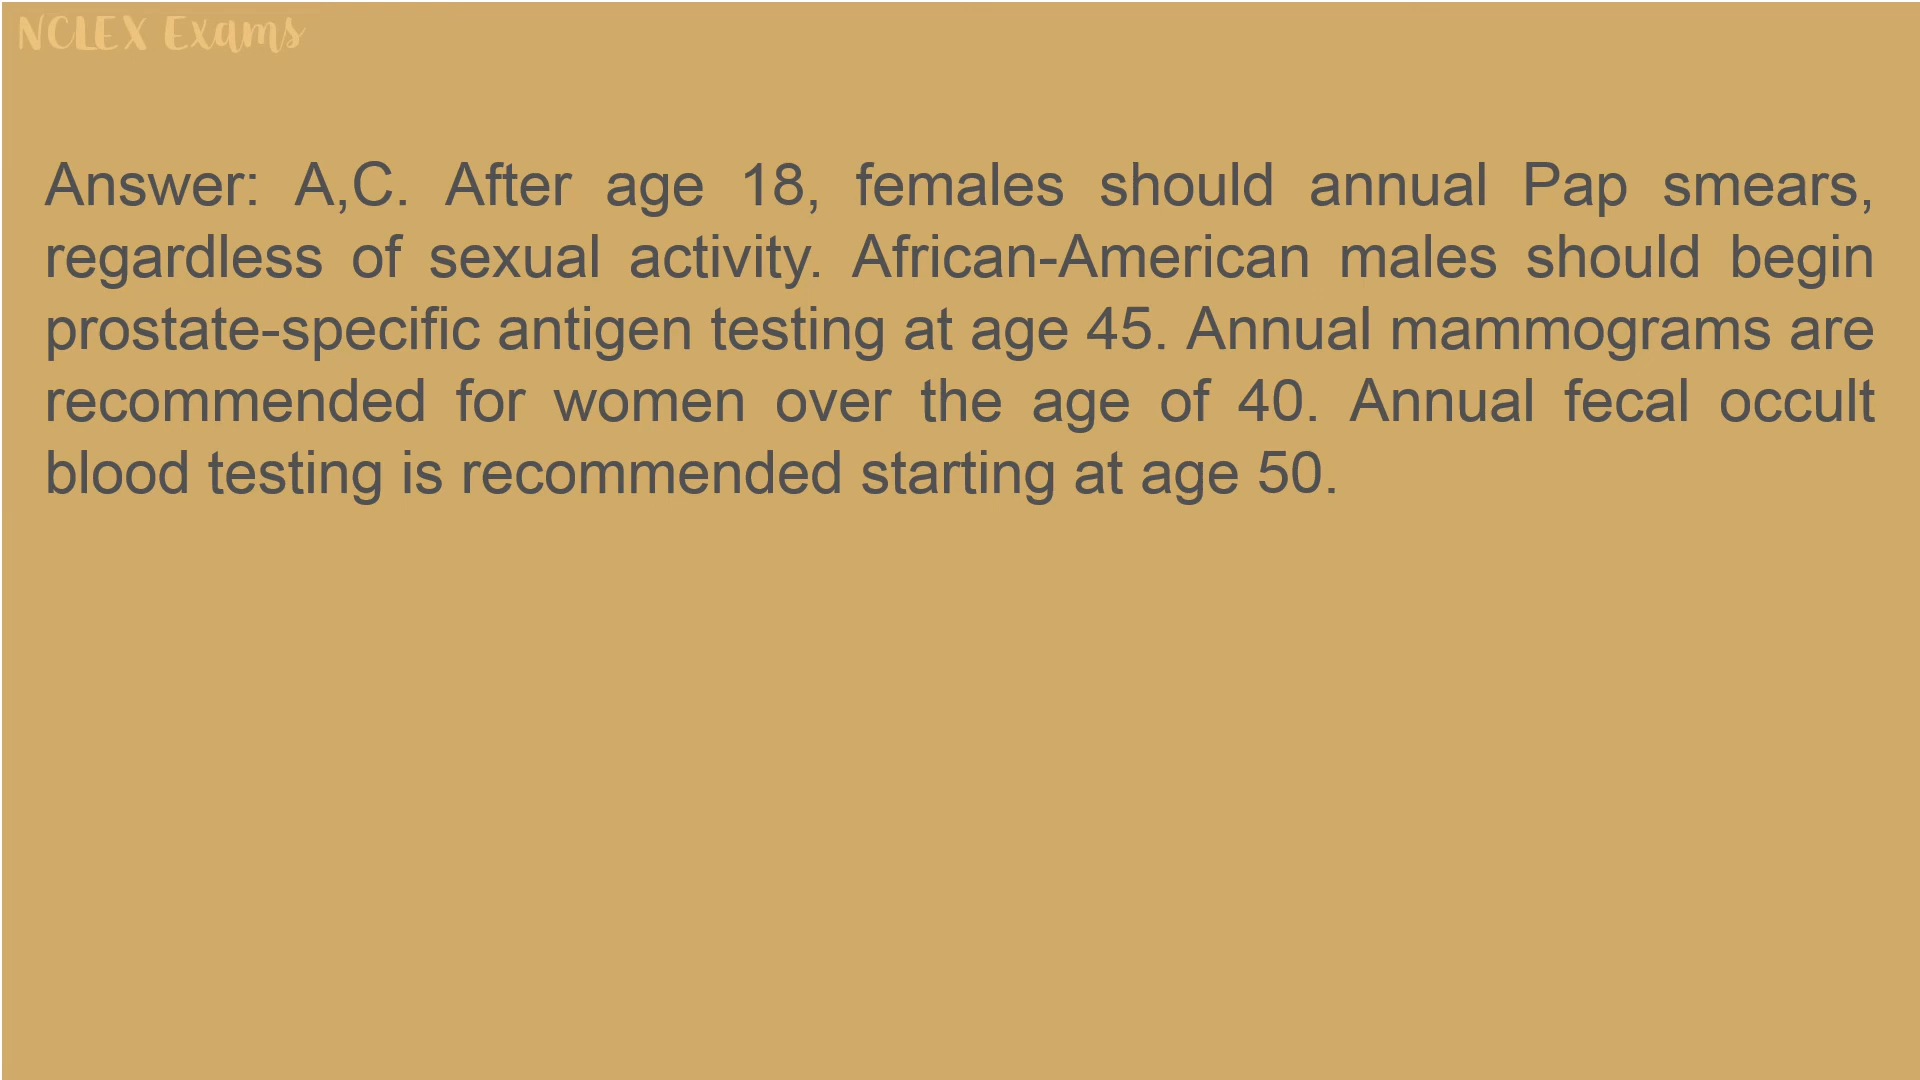 NCLEX Exams
Answer: A,C. After age 18, females should annual Pap smears,
regardless of sexual activity. African-American males should begin
prostate-specific antigen testing at age 45. Annual mammograms are
recommended for women over the age of 40. Annual fecal occult
blood testing is recommended starting at age 50.